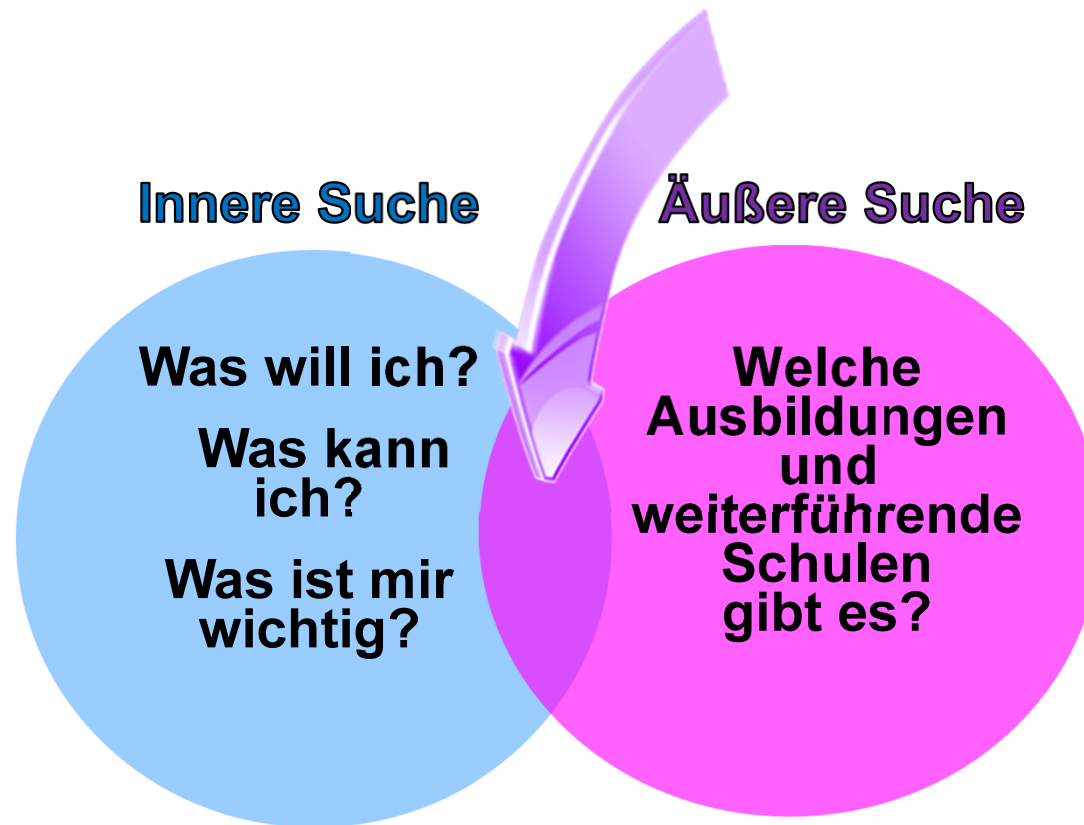 Innere Suche
Äußere Suche
Was will ich?
Was kann
ich?
Was ist mir
wichtig?
Welche
Ausbildungen
und
weiterführende
Schulen
gibt es?